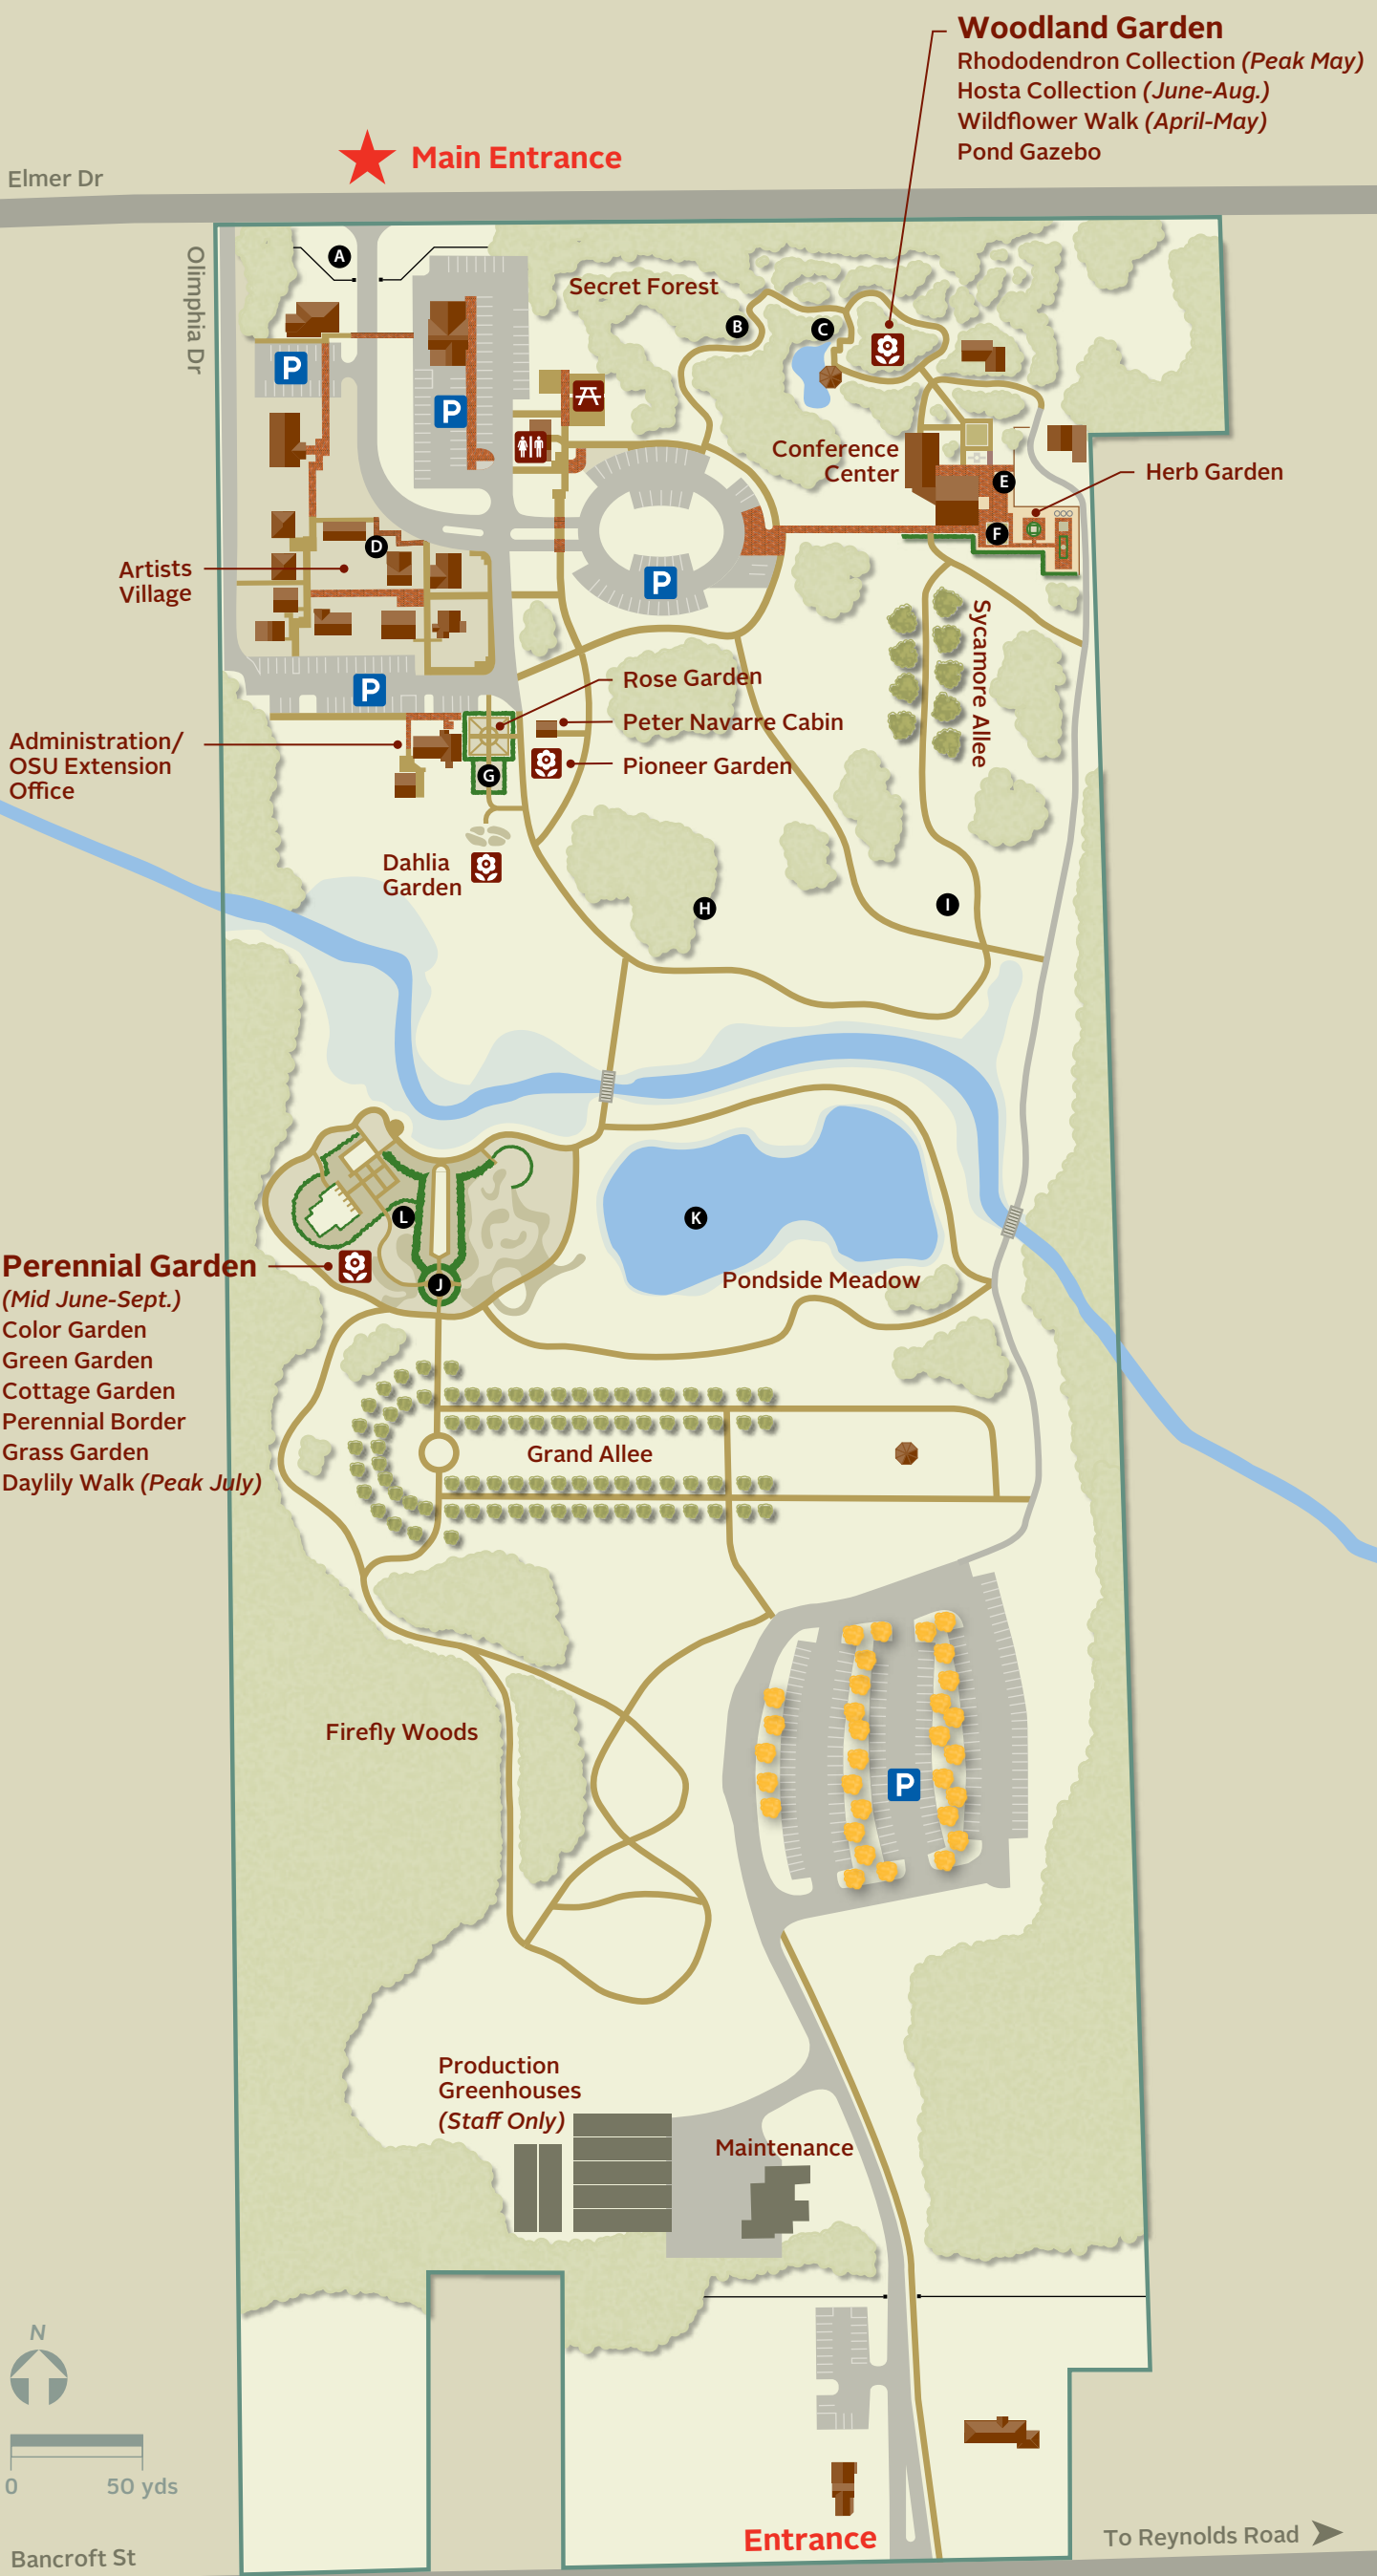 Woodland Garden
Rhododendron Collection (Peak May)
Hosta Collection (June-Aug.)
Wildflower Walk (April-May)
Pond Gazebo
Main Entrance
Elmer Dr
Olimphia Dr
A
Secret Forest
B
C
P
P
Conference
Center
E
Herb Garden
F
D
Artists
Village
P
Sycamore Allee
P
Rose Garden
Peter Navarre Cabin
Pioneer Garden
Administration/
OSU Extension
Office
G
Dahlia
Garden
H
I
L
K
J
Pondside Meadow
Perennial Garden
(Mid June-Sept.)
Color Garden
Green Garden
Cottage Garden
Perennial Border
Grass Garden
Daylily Walk (Peak July)
Grand Allee
Firefly Woods
P
Production
Greenhouses
(Staff Only)
Maintenance
N
0 50 yds
Entrance
To Reynolds Road
Bancroft St